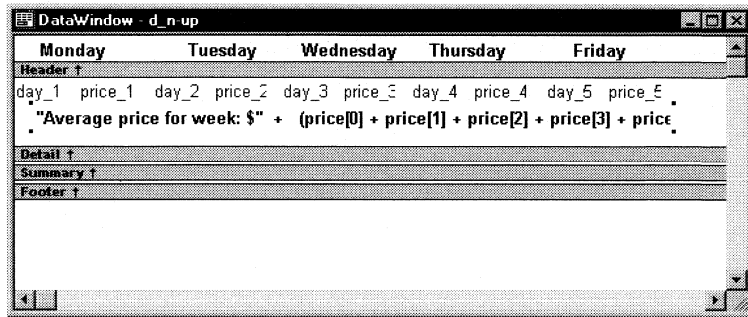 DataWindow - d_n-up
Monday Tuesday Wednesday Thursday Friday
Header ↑
day_1 price_1 day_2 price_2 day_3 price_3 day_4 price_4 day_5 price_5
"Average price for week: $" + (price[0] + price[1] + price[2] + price[3] + price
Detail ↑
Summary ↑
Footer ↑